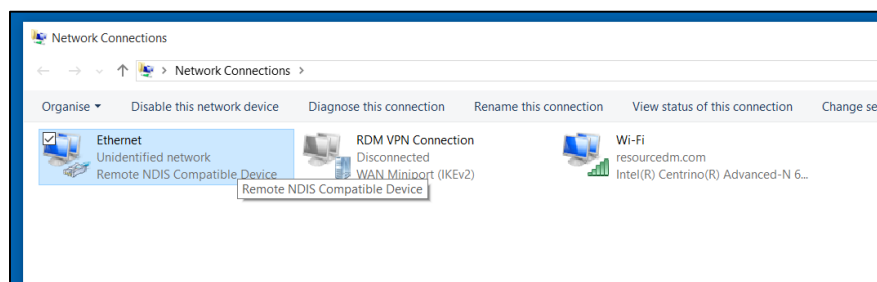 Network Connections
Network Connections
Organise Disable this network device Diagnose this connection Rename this connection View status of this connection Change se
Ethernet RDM VPN Connection Wi-Fi
Unidentified network Disconnected resourcedm.com
Remote NDIS Compatible Device WAN Miniport (IKEv2) Intel(R) Centrino(R) Advanced-N 6...
Remote NDIS Compatible Device